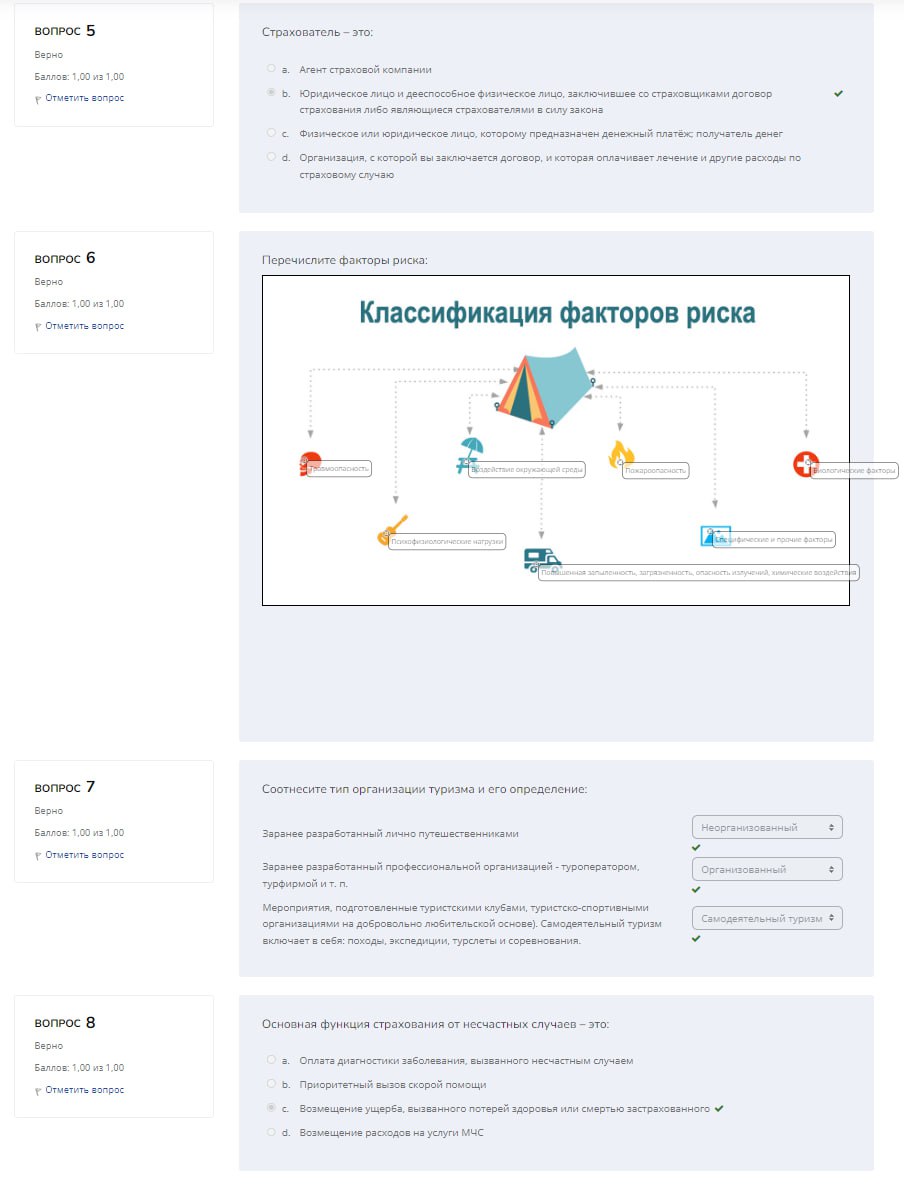 ВОПРОС 5
Верно
Баллов: 1,00 из 1,00
Отметить вопрос
Страхователь – это:
a. Агент страховой компании
b. Юридическое лицо и дееспособное физическое лицо, заключившее со страховщиками договор
страхования либо являющиеся страхователями в силу закона
c. Физическое или юридическое лицо, которому предназначен денежный платёж; получатель денег
d. Организация, с которой вы заключается договор, и которая оплачивает лечение и другие расходы по
страховому случаю
ВОПРОС 6
Верно
Баллов: 1,00 из 1,00
Отметить вопрос
Перечислите факторы риска:
Классификация факторов риска
Травмоопасность
Воздействие окружающей среды
Пожароопасность
Биологические факторы
Психофизиологические нагрузки
Специфические и прочие факторы
Повышенная запыленность, загрязненность, опасность излучений, химические воздействия
ВОПРОС 7
Верно
Баллов: 1,00 из 1,00
Отметить вопрос
Соотнесите тип организации туризма и его определение:
Заранее разработанный лично путешественниками
Неорганизованный
Заранее разработанный профессиональной организацией - туроператором,
турфирмой и т. п.
Организованный
Мероприятия, подготовленные туристскими клубами, туристско-спортивными
организациями на добровольно любительской основе). Самодеятельный туризм
включает в себя: походы, экспедиции, турслеты и соревнования.
Самодеятельный туризм
ВОПРОС 8
Верно
Баллов: 1,00 из 1,00
Отметить вопрос
Основная функция страхования от несчастных случаев – это:
a. Оплата диагностики заболевания, вызванного несчастным случаем
b. Приоритетный вызов скорой помощи
c. Возмещение ущерба, вызванного потерей здоровья или смертью застрахованного
d. Возмещение расходов на услуги МЧС